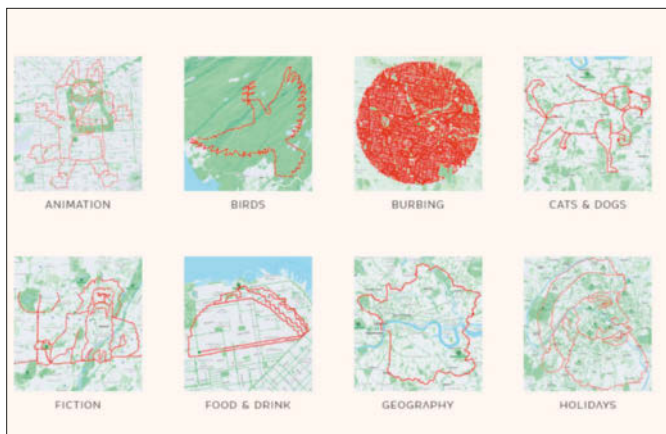 ANIMATION
BIRDS
BURBING
CATS & DOGS
FICTION
FOOD & DRINK
GEOGRAPHY
HOLIDAYS